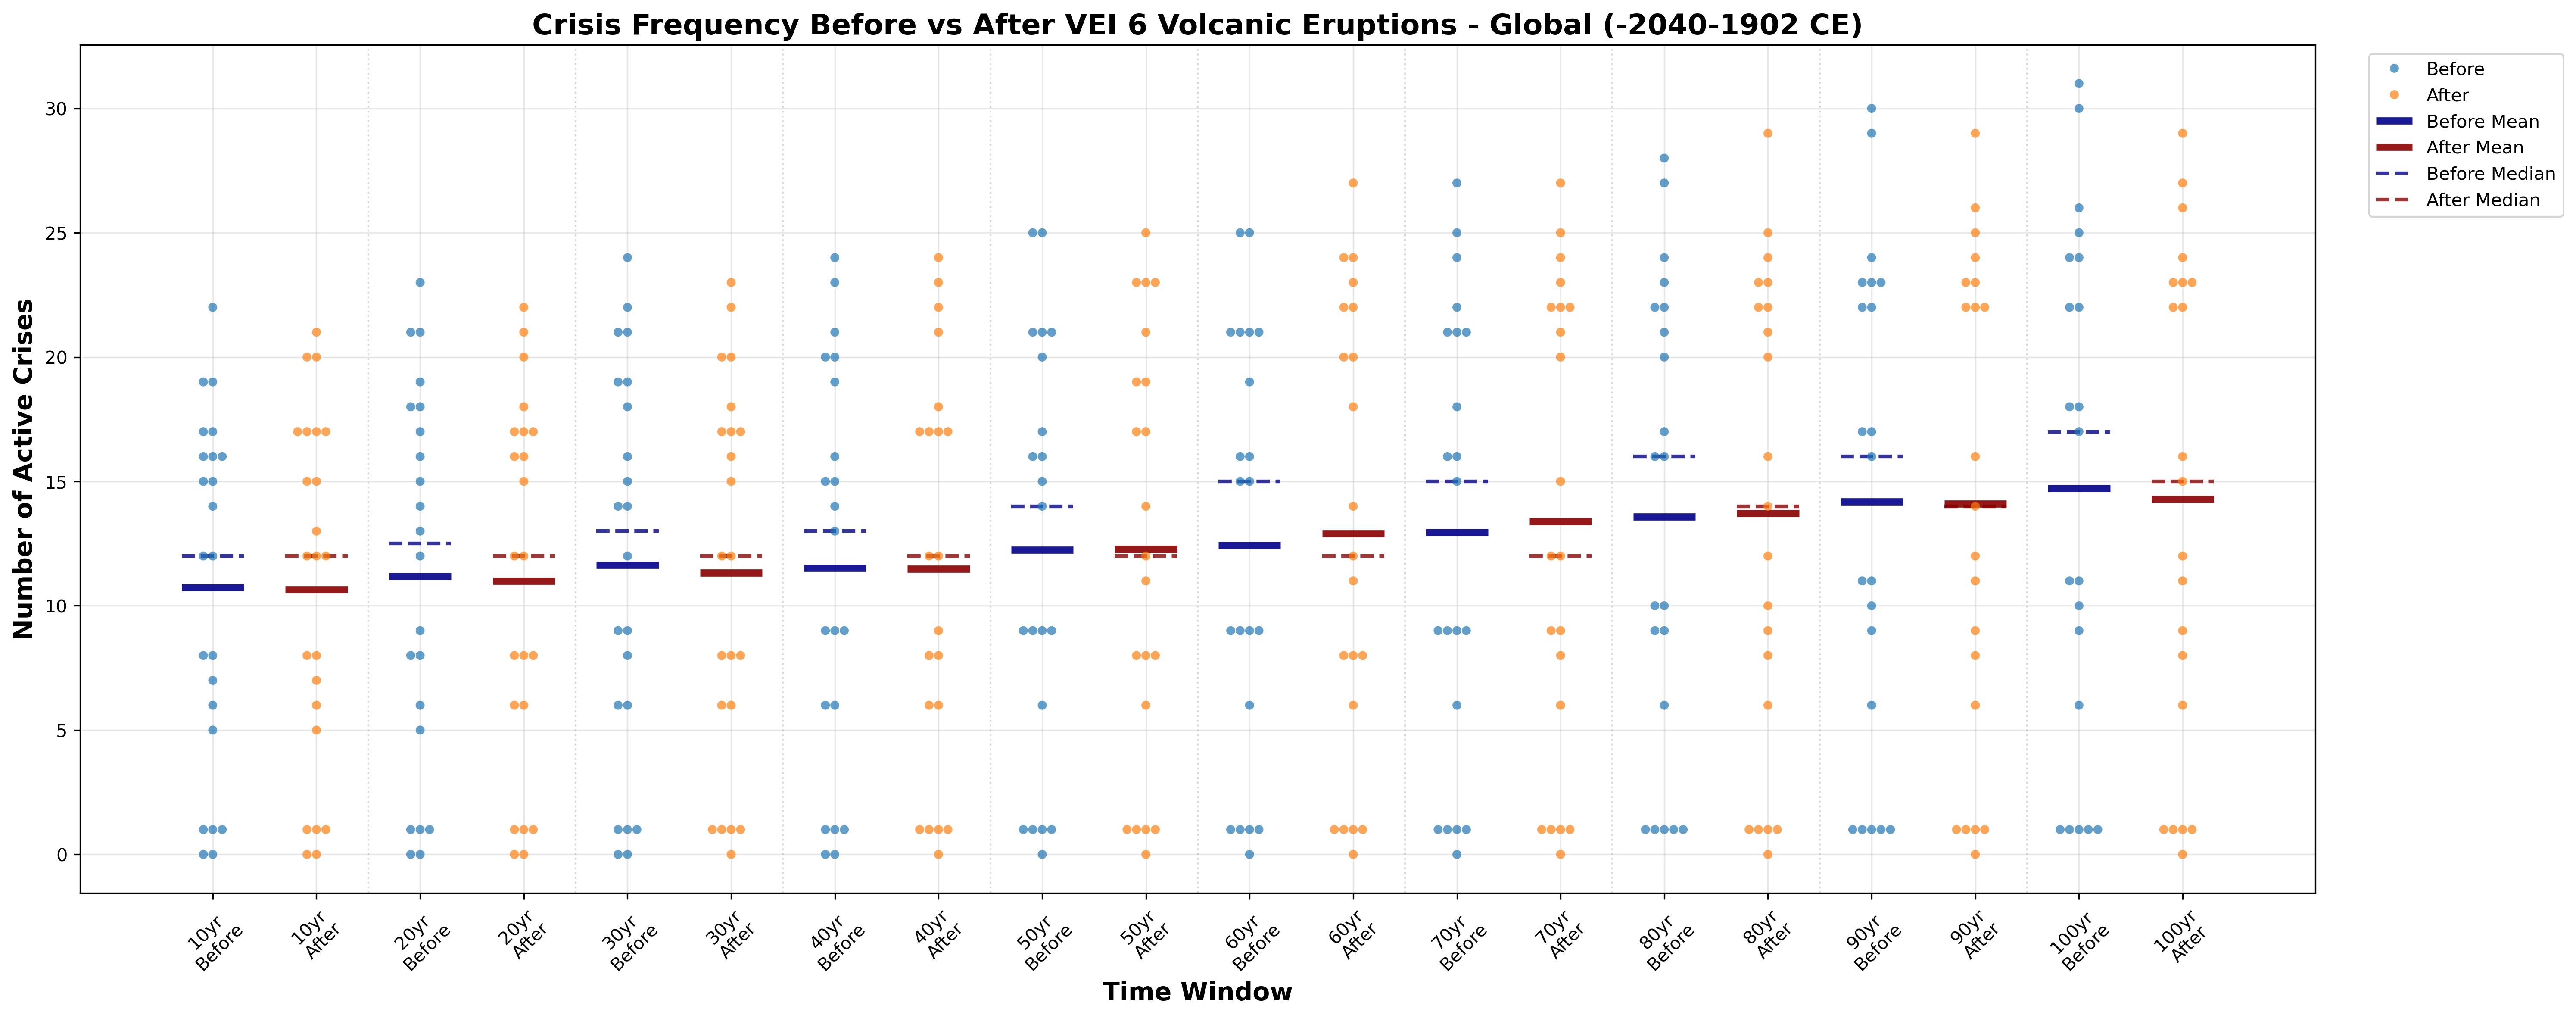 Crisis Frequency Before vs After VEI 6 Volcanic Eruptions - Global (-2040-1902 CE)
Number of Active Crises
30
25
20
15
10
5
0
Before
After
Before Mean
After Mean
Before Median
After Median
10yr
Before
10yr
After
20yr
Before
20yr
After
30yr
Before
30yr
After
40yr
Before
40yr
After
50yr
Before
50yr
After
60yr
Before
60yr
After
70yr
Before
70yr
After
80yr
Before
80yr
After
90yr
Before
90yr
After
100yr
Before
100yr
After
Time Window